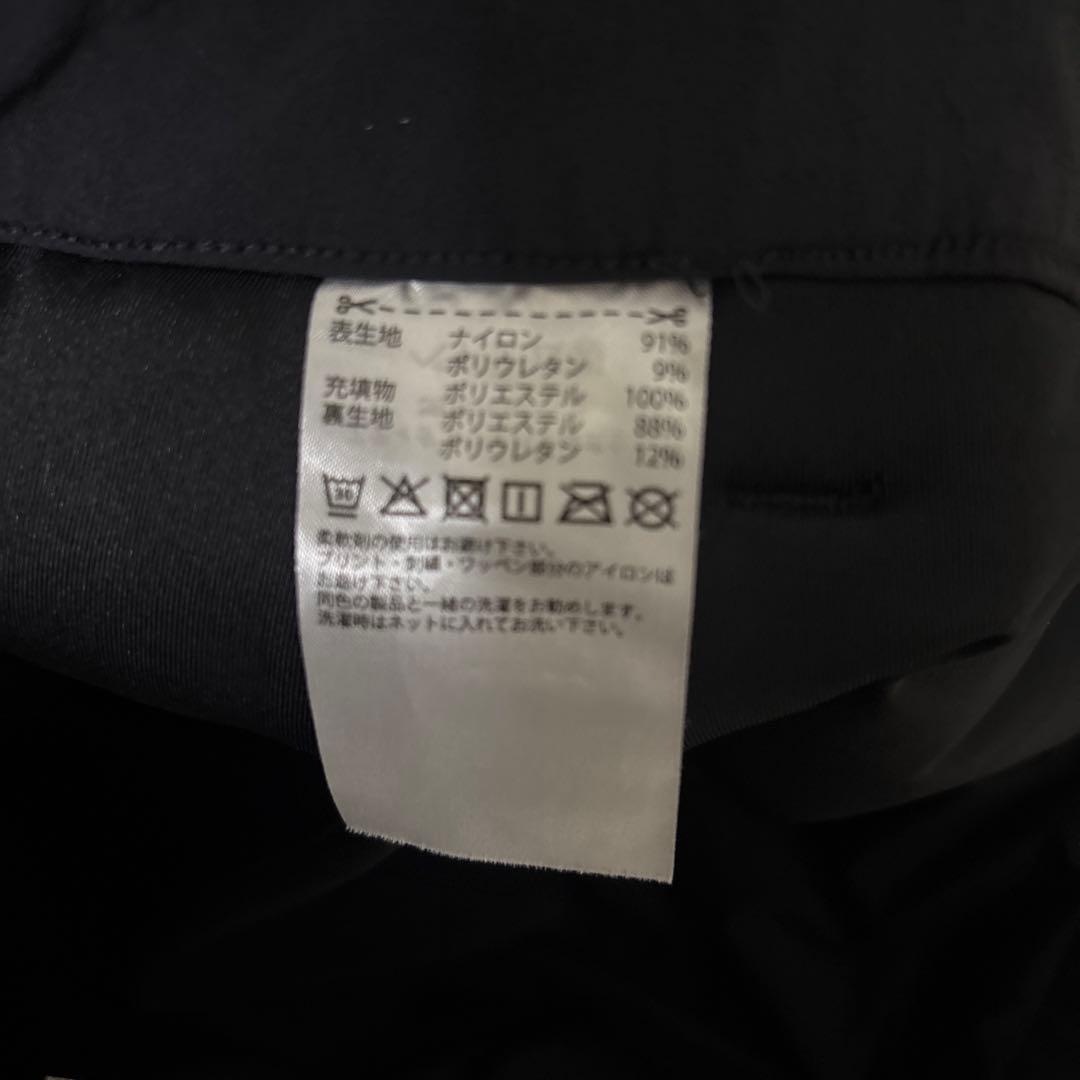 表生地 ナイロン 91%
ポリウレタン 9%
充填物 ポリエステル 100%
裏生地 ポリエステル 88%
ポリウレタン 12%
30
柔軟剤の使用はお避け下さい。
プリント・刺繍・ワッペン部分のアイロンは
お避け下さい。
同色の製品と一緒の洗濯をお勧めします。
洗濯時はネットに入れてお洗い下さい。